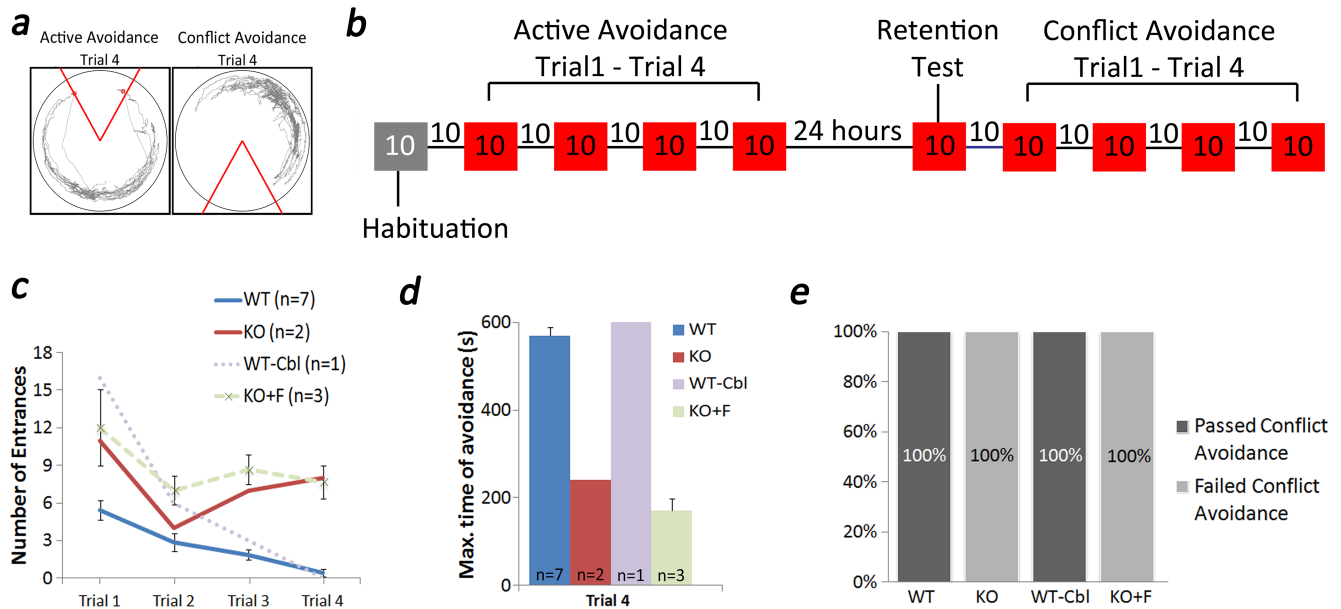 a
Active Avoidance
Trial 4
Conflict Avoidance
Trial 4
b
Active Avoidance
Trial1 - Trial 4
Retention
Test
Conflict Avoidance
Trial1 - Trial 4
10 10 10 10 10 10 10 10 10 24 hours 10 10 10 10 10 10 10 10 10
Habituation
c
WT (n=7)
KO (n=2)
WT-Cbl (n=1)
KO+F (n=3)
Number of Entrances
18
15
12
9
6
3
0
Trial 1 Trial 2 Trial 3 Trial 4
d
Max. time of avoidance (s)
600
400
200
0
WT
KO
WT-Cbl
KO+F
n=7 n=2 n=1 n=3
Trial 4
e
100%
80%
60%
40%
20%
0%
100% 100% 100% 100%
WT KO WT-Cbl KO+F
Passed Conflict
Avoidance
Failed Conflict
Avoidance